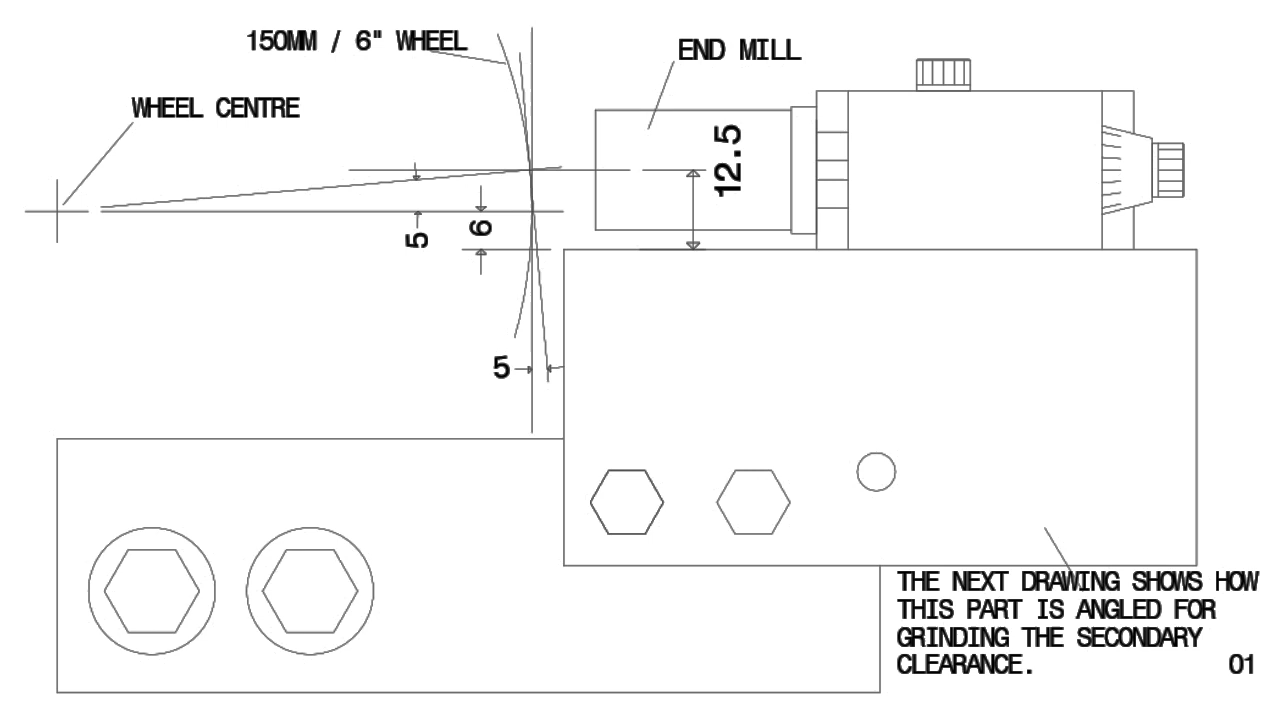 150MM / 6" WHEEL
END MILL
WHEEL CENTRE
12.5
5
6
5
THE NEXT DRAWING SHOWS HOW
THIS PART IS ANGLED FOR
GRINDING THE SECONDARY
CLEARANCE.
01